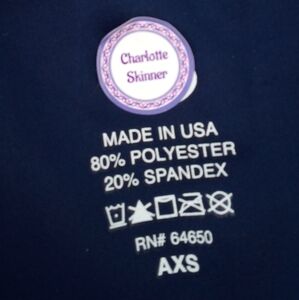 Charlotte
Skinner
MADE IN USA
80% POLYESTER
20% SPANDEX
RN# 64650
AXS